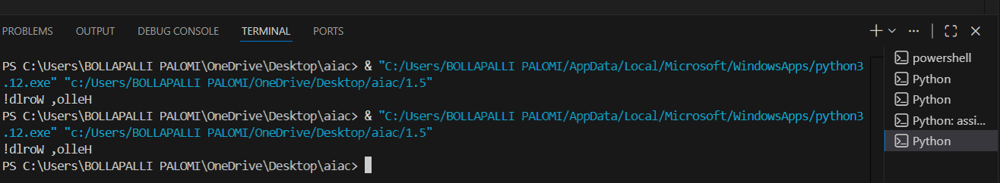 PROBLEMS OUTPUT DEBUG CONSOLE TERMINAL PORTS
PS C:\Users\BOLLAPALLI PALOMI\OneDrive\Desktop\aiac> & "C:/Users/BOLLAPALLI PALOMI/AppData/Local/Microsoft/WindowsApps/python3
.12.exe" "c:/Users/BOLLAPALLI PALOMI/OneDrive/Desktop/aiac/1.5"
!dlroW ,olleH
PS C:\Users\BOLLAPALLI PALOMI\OneDrive\Desktop\aiac> & "C:/Users/BOLLAPALLI PALOMI/AppData/Local/Microsoft/WindowsApps/python3
.12.exe" "c:/Users/BOLLAPALLI PALOMI/OneDrive/Desktop/aiac/1.5"
!dlroW ,olleH
PS C:\Users\BOLLAPALLI PALOMI\OneDrive\Desktop\aiac>
powershell
Python
Python
Python: assi...
Python